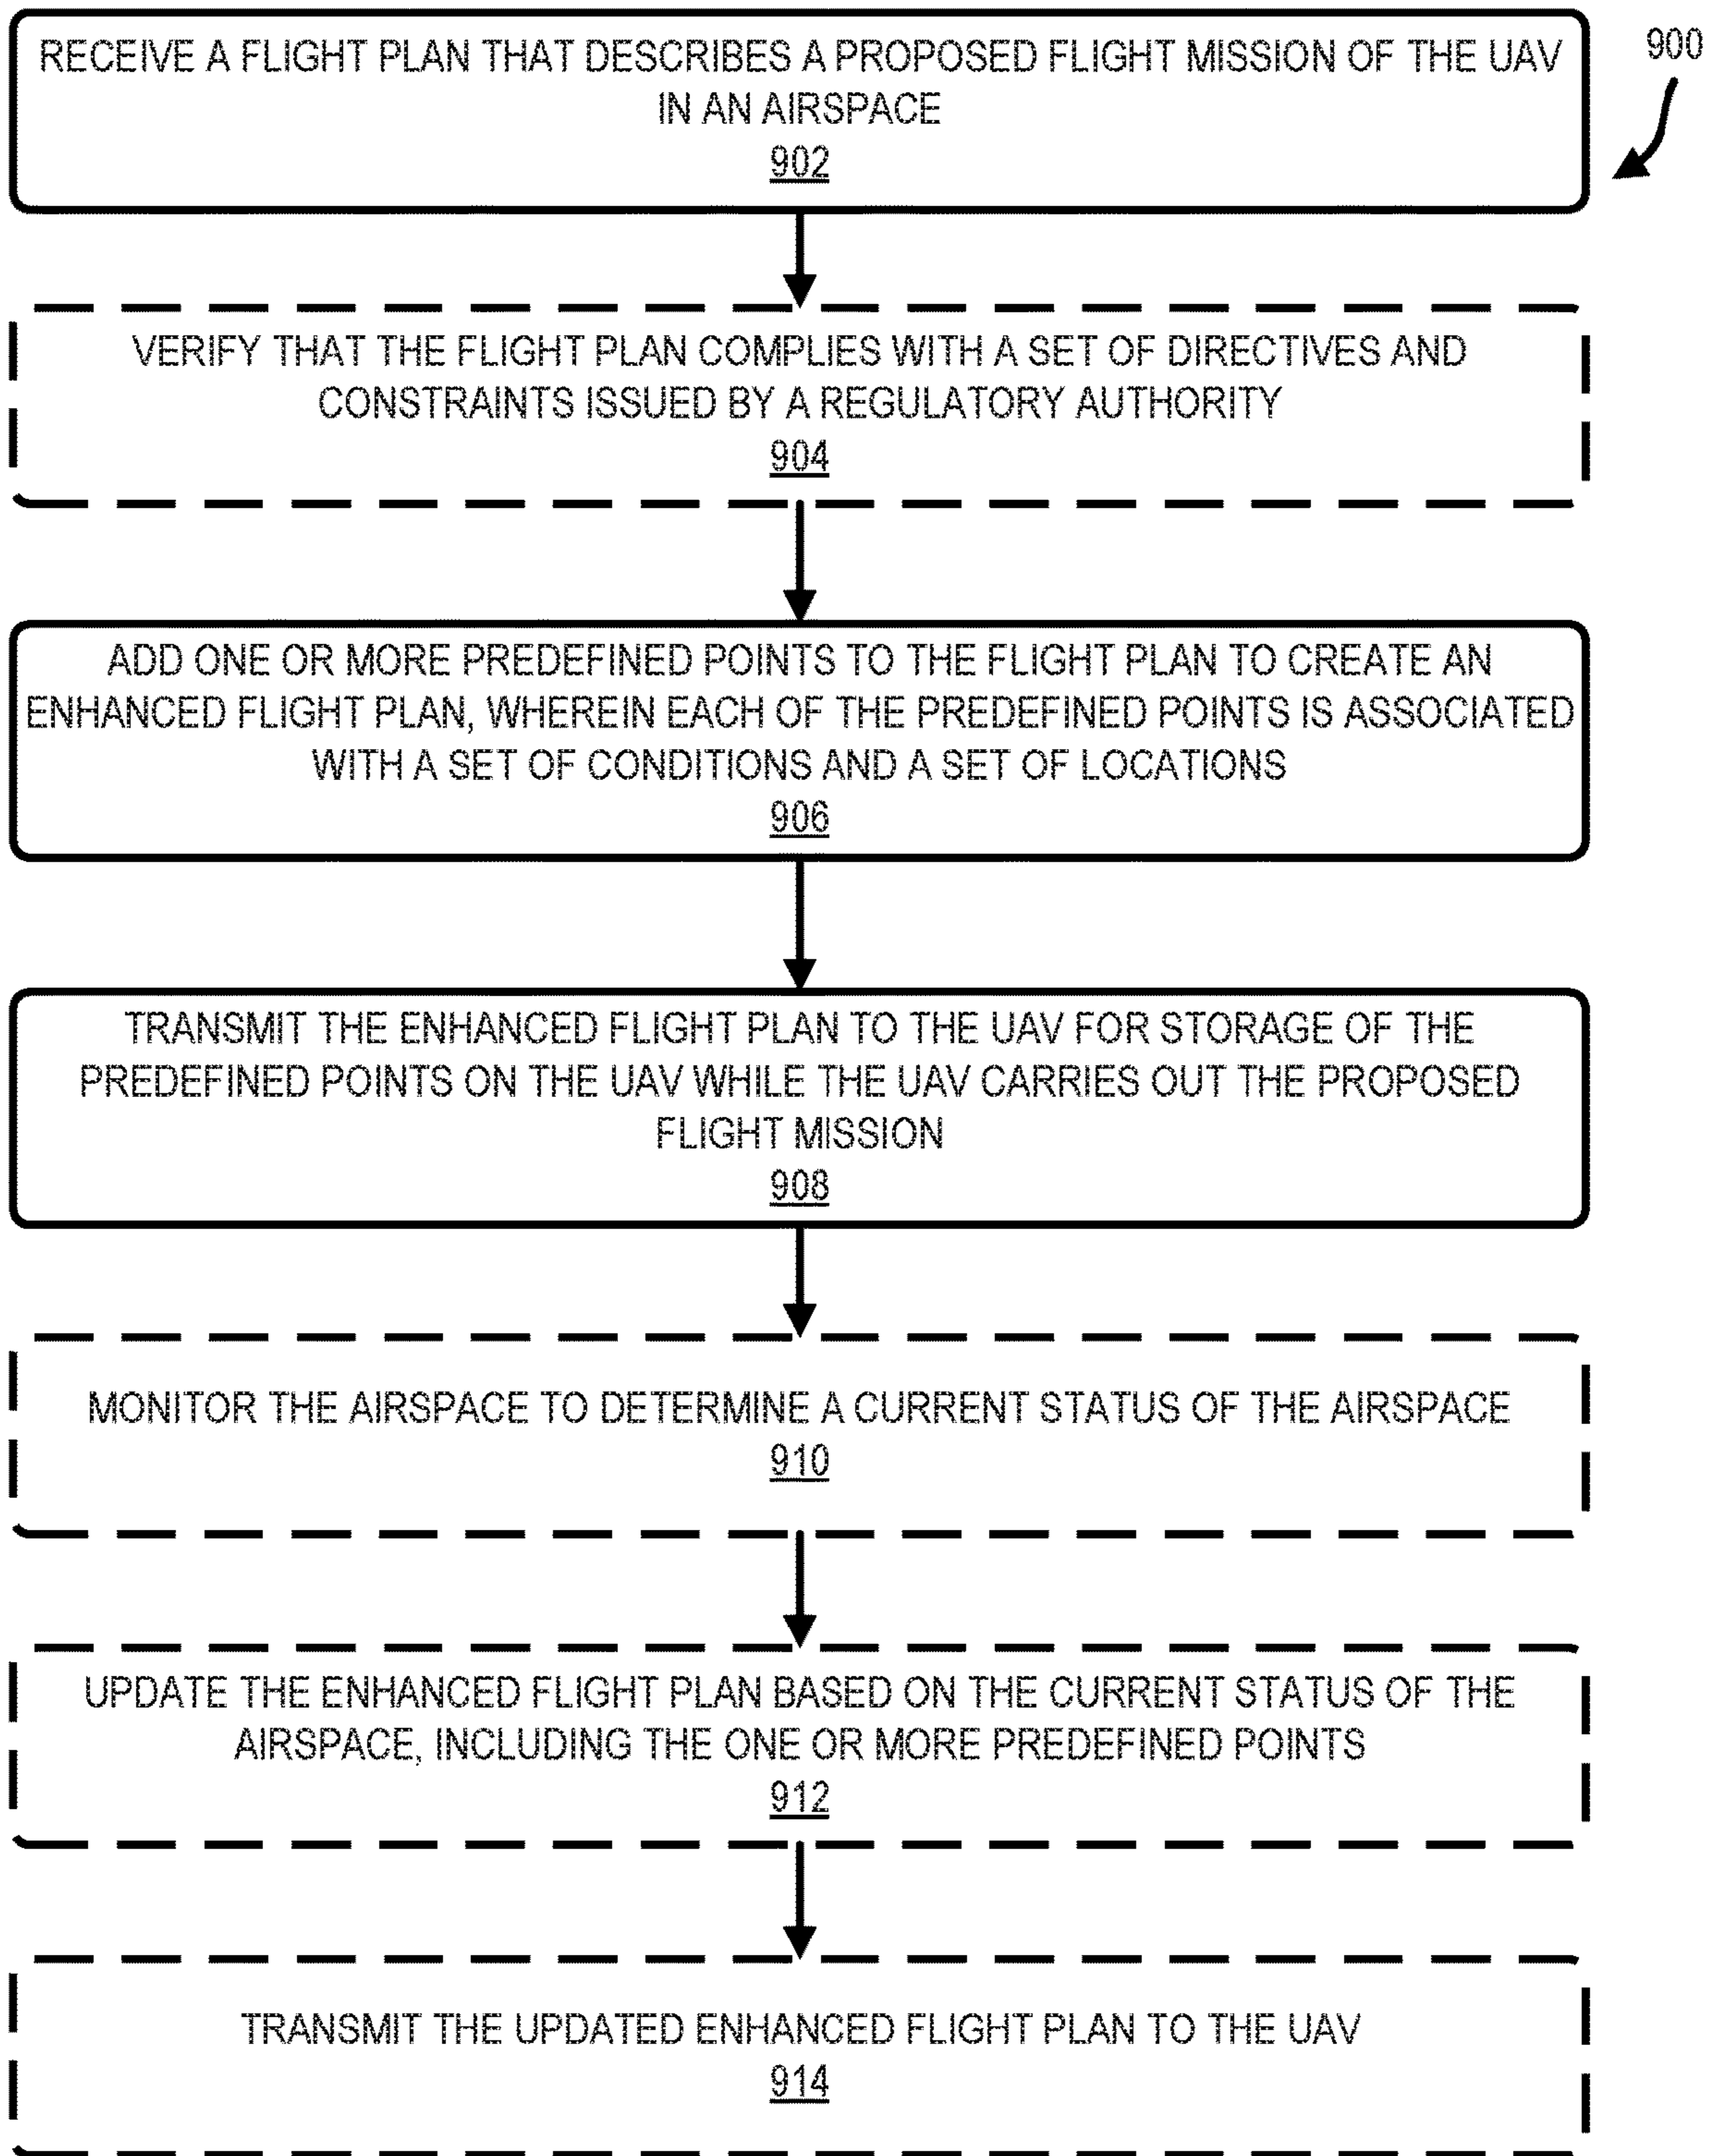 RECEIVE A FLIGHT PLAN THAT DESCRIBES A PROPOSED FLIGHT MISSION OF THE UAV
IN AN AIRSPACE
902
900
VERIFY THAT THE FLIGHT PLAN COMPLIES WITH A SET OF DIRECTIVES AND
CONSTRAINTS ISSUED BY A REGULATORY AUTHORITY
904
ADD ONE OR MORE PREDEFINED POINTS TO THE FLIGHT PLAN TO CREATE AN
ENHANCED FLIGHT PLAN, WHEREIN EACH OF THE PREDEFINED POINTS IS ASSOCIATED
WITH A SET OF CONDITIONS AND A SET OF LOCATIONS
906
TRANSMIT THE ENHANCED FLIGHT PLAN TO THE UAV FOR STORAGE OF THE
PREDEFINED POINTS ON THE UAV WHILE THE UAV CARRIES OUT THE PROPOSED
FLIGHT MISSION
908
MONITOR THE AIRSPACE TO DETERMINE A CURRENT STATUS OF THE AIRSPACE
910
UPDATE THE ENHANCED FLIGHT PLAN BASED ON THE CURRENT STATUS OF THE
AIRSPACE, INCLUDING THE ONE OR MORE PREDEFINED POINTS
912
TRANSMIT THE UPDATED ENHANCED FLIGHT PLAN TO THE UAV
914